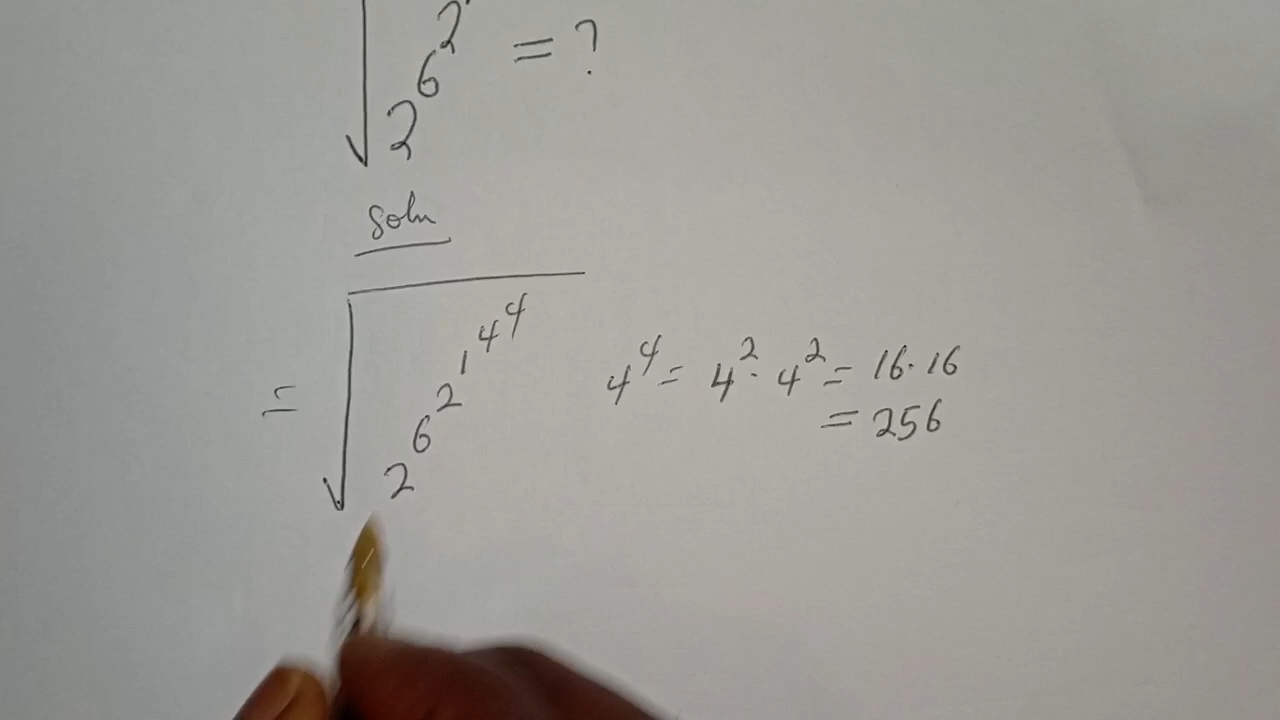 √2^6^2 = ?
Soln
= √2^6^2^1^4^4
4^4 = 4^2 · 4^2 = 16 · 16
= 256